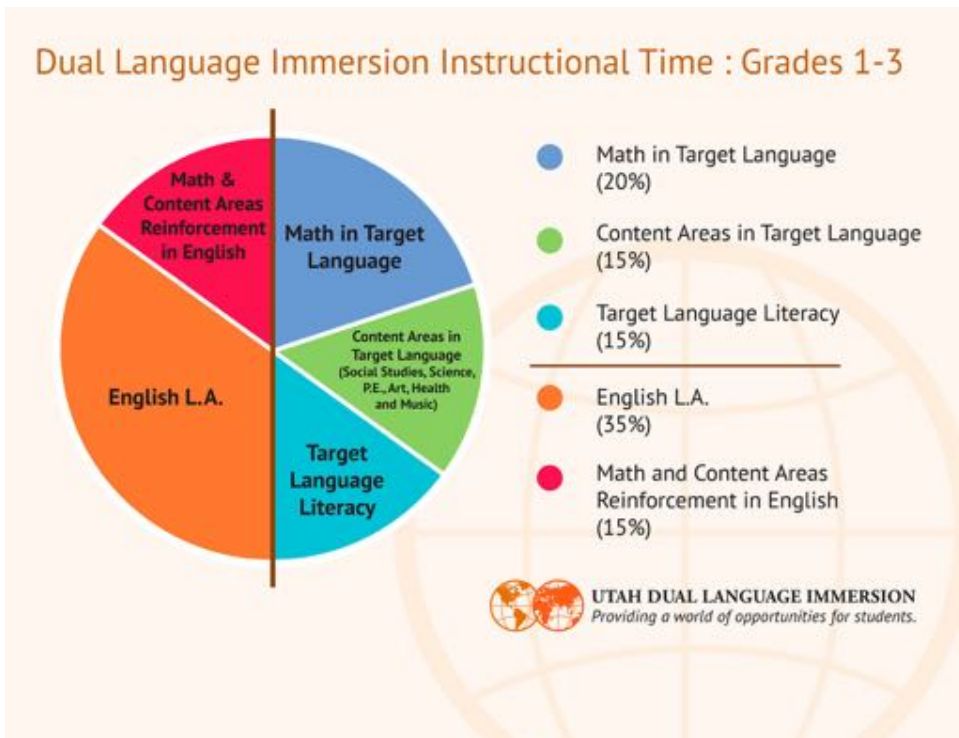 Dual Language Immersion Instructional Time : Grades 1-3
Math &
Content Areas
Reinforcement
in English
Math in Target
Language
Content Areas in
Target Language
(Social Studies, Science,
P.E., Art, Health
and Music)
English L.A.
Target
Language
Literacy
Math in Target Language
(20%)
Content Areas in Target Language
(15%)
Target Language Literacy
(15%)
English L.A.
(35%)
Math and Content Areas
Reinforcement in English
(15%)
UTAH DUAL LANGUAGE IMMERSION
Providing a world of opportunities for students.